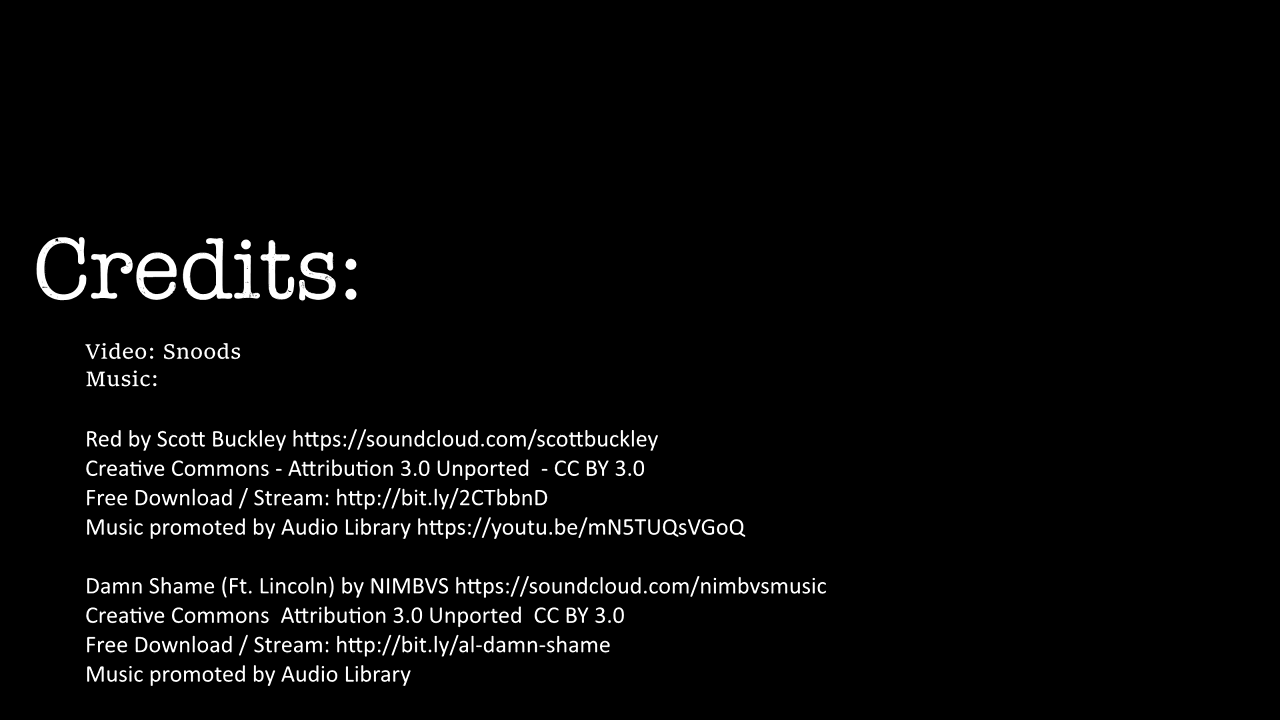 Credits:
Video: Snoods
Music:
Red by Scott Buckley https://soundcloud.com/scottbuckley
Creative Commons - Attribution 3.0 Unported  - CC BY 3.0
Free Download / Stream: http://bit.ly/2CTbbnD
Music promoted by Audio Library https://youtu.be/mN5TUQsVGoQ
Damn Shame (Ft. Lincoln) by NIMBVS https://soundcloud.com/nimbvsmusic
Creative Commons  Attribution 3.0 Unported  CC BY 3.0
Free Download / Stream: http://bit.ly/al-damn-shame
Music promoted by Audio Library